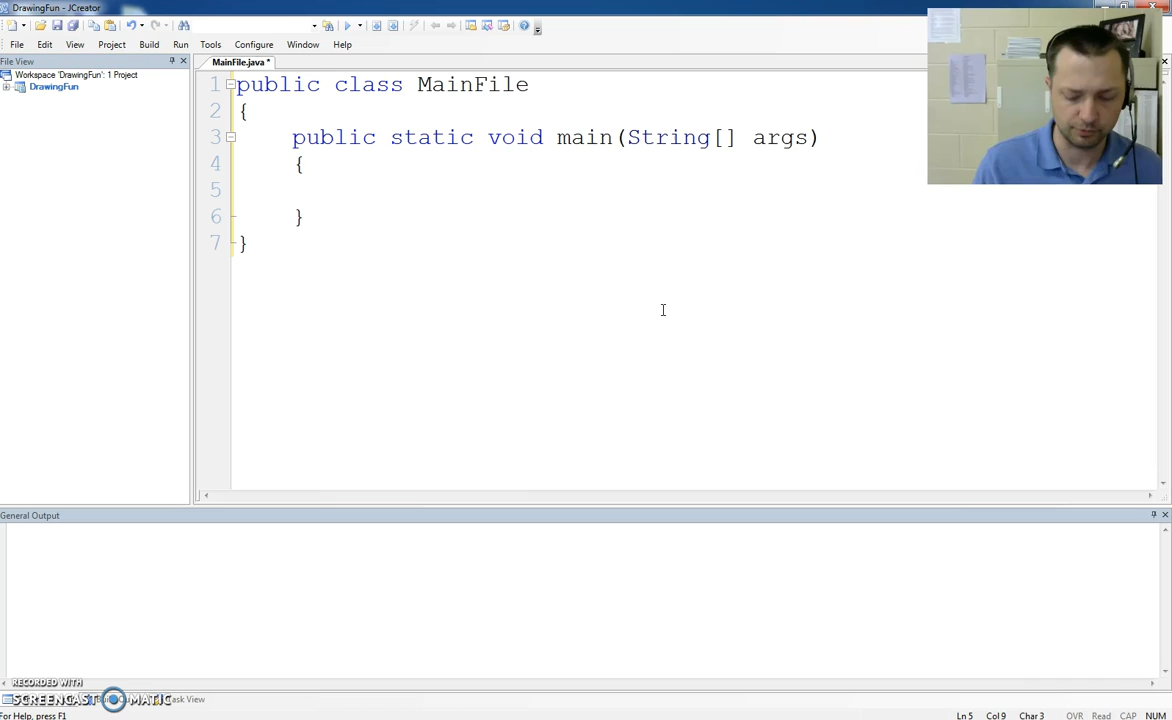 DrawingFun - JCreator
File Edit View Project Build Run Tools Configure Window Help
File View
MainFile.java *
Workspace 'DrawingFun': 1 Project
DrawingFun
1 public class MainFile
2 {
3 public static void main(String[] args)
4 {
5
6 }
7 }
General Output
RECORDED WITH
SCREENCAST MATIC
Task View
For Help, press F1
Ln 5 Col 9 Char 3 OVR Read CAP NUM